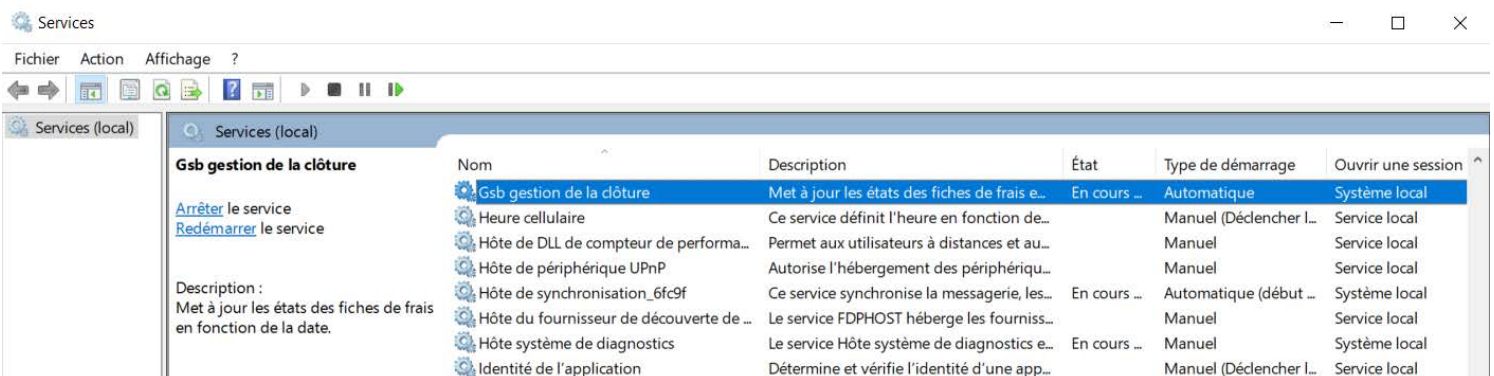 Services
Fichier Action Affichage ?
Services (local)
Services (local)
Gsb gestion de la clôture
Arrêter le service
Redémarrer le service
Description :
Met à jour les états des fiches de frais
en fonction de la date.
Nom Description État Type de démarrage Ouvrir une session
Gsb gestion de la clôture Met à jour les états des fiches de frais e... En cours ... Automatique Système local
Heure cellulaire Ce service définit l'heure en fonction de... Manuel (Déclencher l... Service local
Hôte de DLL de compteur de performa... Permet aux utilisateurs à distances et au... Manuel Service local
Hôte de périphérique UPnP Autorise l'hébergement des périphériqu... Manuel Service local
Hôte de synchronisation_6fc9f Ce service synchronise la messagerie, les... En cours ... Automatique (début ... Système local
Hôte du fournisseur de découverte de ... Le service FDPHOST héberge les fourniss... Manuel Service local
Hôte système de diagnostics Le service Hôte système de diagnostics e... En cours ... Manuel Système local
Identité de l'application Détermine et vérifie l'identité d'une app... Manuel (Déclencher l... Service local